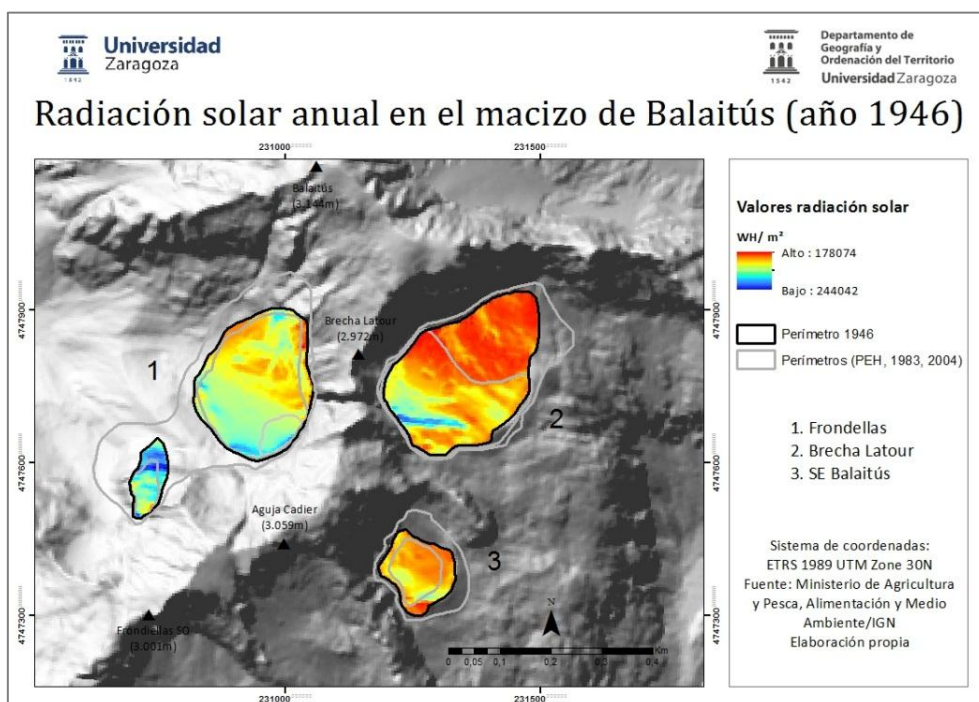 Universidad
Zaragoza
1542
Departamento de
Geografía y
Ordenación del Territorio
Universidad Zaragoza
1542
Radiación solar anual en el macizo de Balaitús (año 1946)
231000
231500
Balaitús
(3.144m)
4747900
4747900
Brecha Latour
(2.972m)
1
2
4747600
4747600
Aguja Cadier
(3.059m)
3
N
4747300
4747300
Frondiellas SO
(3.001m)
Km
0 0,05 0,1 0,2 0,3 0,4
231000
231500
Valores radiación solar
WH/ m²
Alto : 178074
Bajo : 244042
Perímetro 1946
Perímetros (PEH, 1983, 2004)
1. Frondellas
2. Brecha Latour
3. SE Balaitús
Sistema de coordenadas:
ETRS 1989 UTM Zone 30N
Fuente: Ministerio de Agricultura
y Pesca, Alimentación y Medio
Ambiente/IGN
Elaboración propia